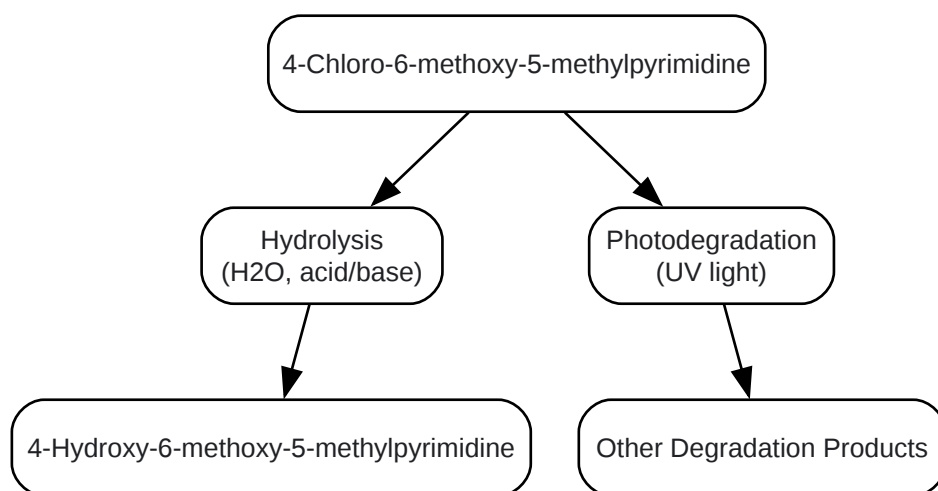 4-Chloro-6-methoxy-5-methylpyrimidine
Hydrolysis
(H2O, acid/base)
Photodegradation
(UV light)
4-Hydroxy-6-methoxy-5-methylpyrimidine
Other Degradation Products